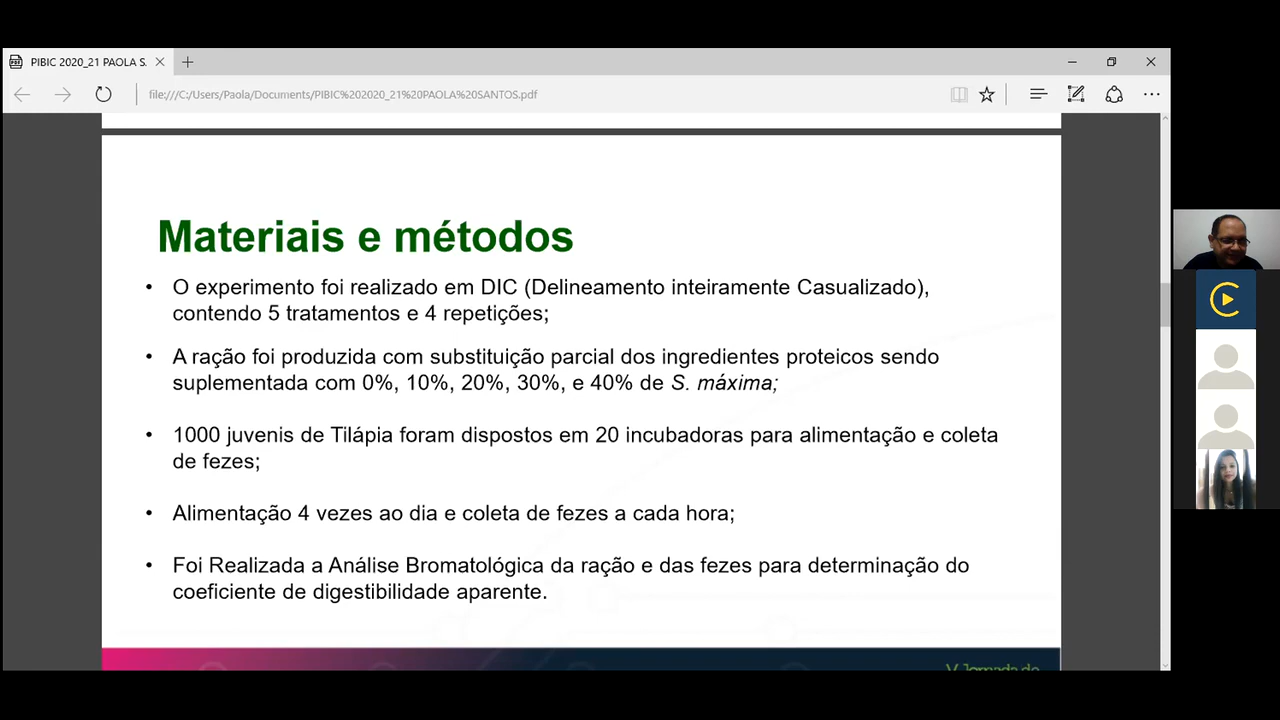 PIBIC 2020_21 PAOLA S.
file:///C:/Users/Paola/Documents/PIBIC%202020_21%20PAOLA%20SANTOS.pdf
Materiais e métodos
• O experimento foi realizado em DIC (Delineamento inteiramente Casualizado),
contendo 5 tratamentos e 4 repetições;
• A ração foi produzida com substituição parcial dos ingredientes proteicos sendo
suplementada com 0%, 10%, 20%, 30%, e 40% de S. máxima;
• 1000 juvenis de Tilápia foram dispostos em 20 incubadoras para alimentação e coleta
de fezes;
• Alimentação 4 vezes ao dia e coleta de fezes a cada hora;
• Foi Realizada a Análise Bromatológica da ração e das fezes para determinação do
coeficiente de digestibilidade aparente.
V Jornada de